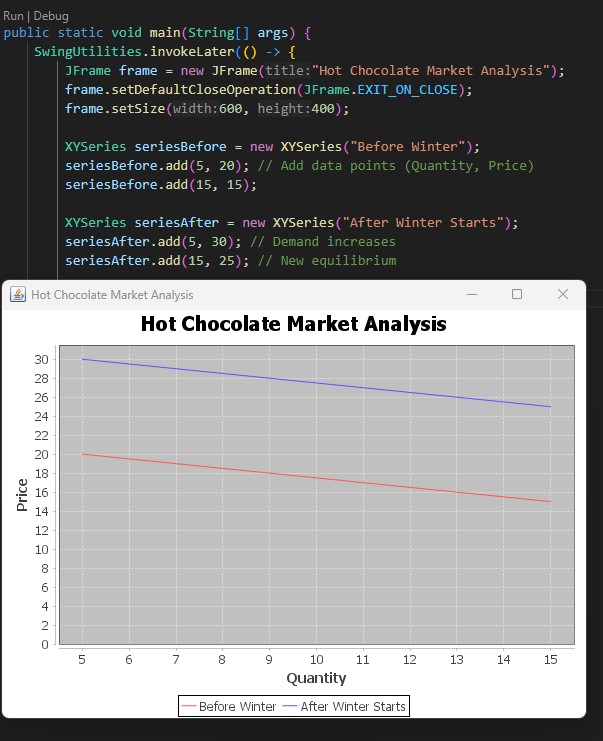 Run | Debug
public static void main(String[] args) {
SwingUtilities.invokeLater(() -> {
JFrame frame = new JFrame(title:"Hot Chocolate Market Analysis");
frame.setDefaultCloseOperation(JFrame.EXIT_ON_CLOSE);
frame.setSize(width:600, height:400);
XYSeries seriesBefore = new XYSeries("Before Winter");
seriesBefore.add(5, 20); // Add data points (Quantity, Price)
seriesBefore.add(15, 15);
XYSeries seriesAfter = new XYSeries("After Winter Starts");
seriesAfter.add(5, 30); // Demand increases
seriesAfter.add(15, 25); // New equilibrium
Hot Chocolate Market Analysis
Hot Chocolate Market Analysis
30
28
26
24
22
20
18
16
14
12
10
8
6
4
2
0
Price
5 6 7 8 9 10 11 12 13 14 15
Quantity
Before Winter After Winter Starts